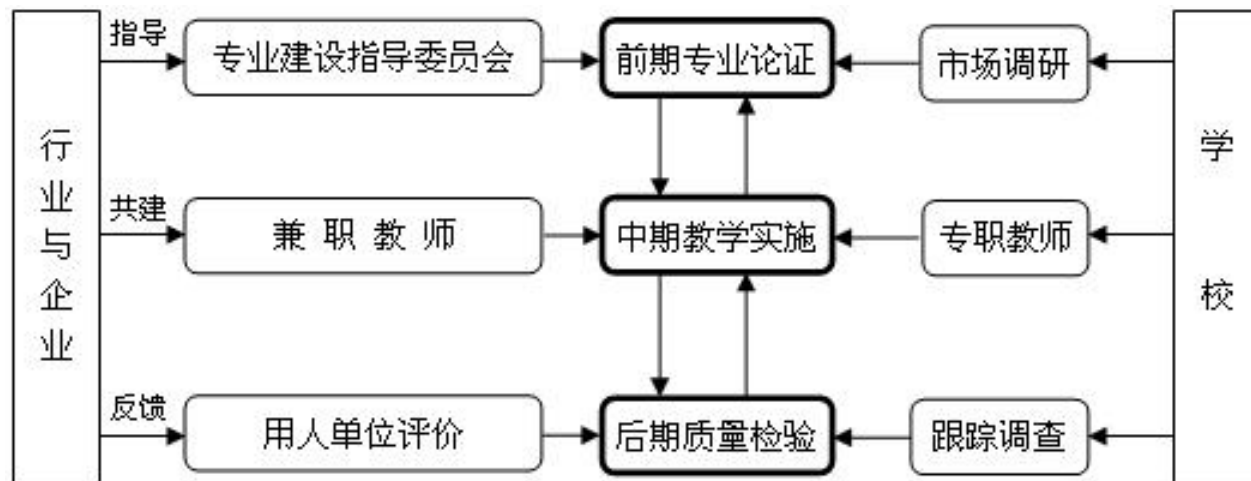 指导
专业建设指导委员会
前期专业论证
市场调研
行业与企业
学校
共建
兼职教师
中期教学实施
专职教师
反馈
用人单位评价
后期质量检验
跟踪调查